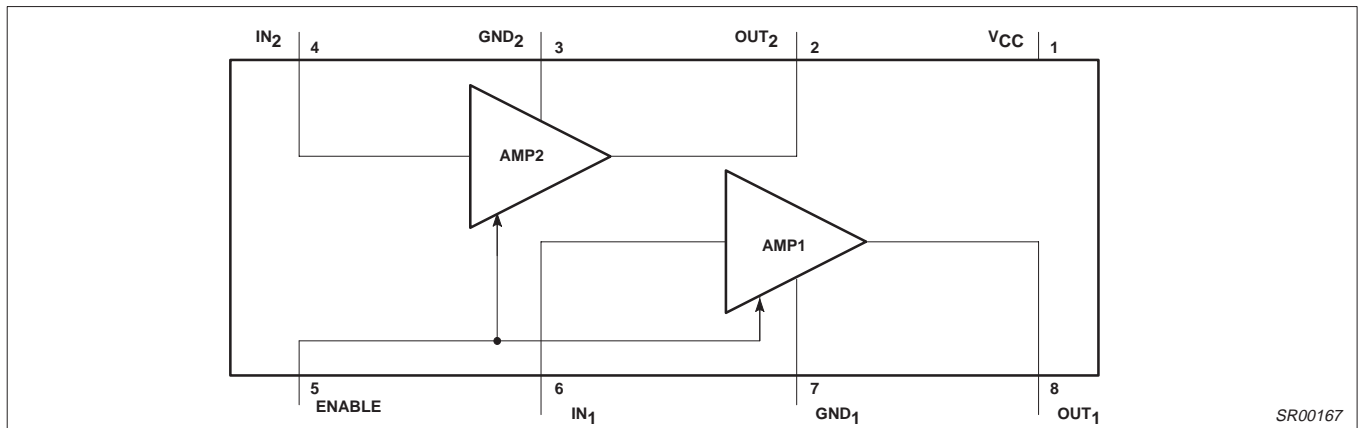 IN2 GND2 OUT2 VCC
4 3 2 1
AMP2
AMP1
5 6 7 8
ENABLE IN1 GND1 OUT1
SR00167